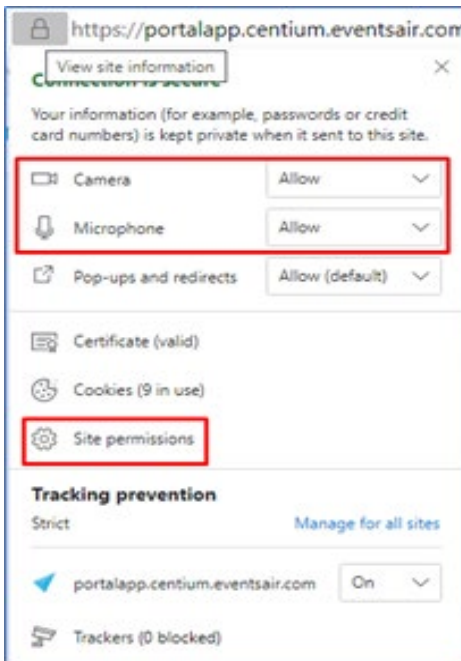 https://portalapp.centium.eventsair.com
View site information
Connection is secure
Your information (for example, passwords or credit
card numbers) is kept private when it sent to this site.
Camera Allow
Microphone Allow
Pop-ups and redirects Allow (default)
Certificate (valid)
Cookies (9 in use)
Site permissions
Tracking prevention
Strict Manage for all sites
portalapp.centium.eventsair.com On
Trackers (0 blocked)